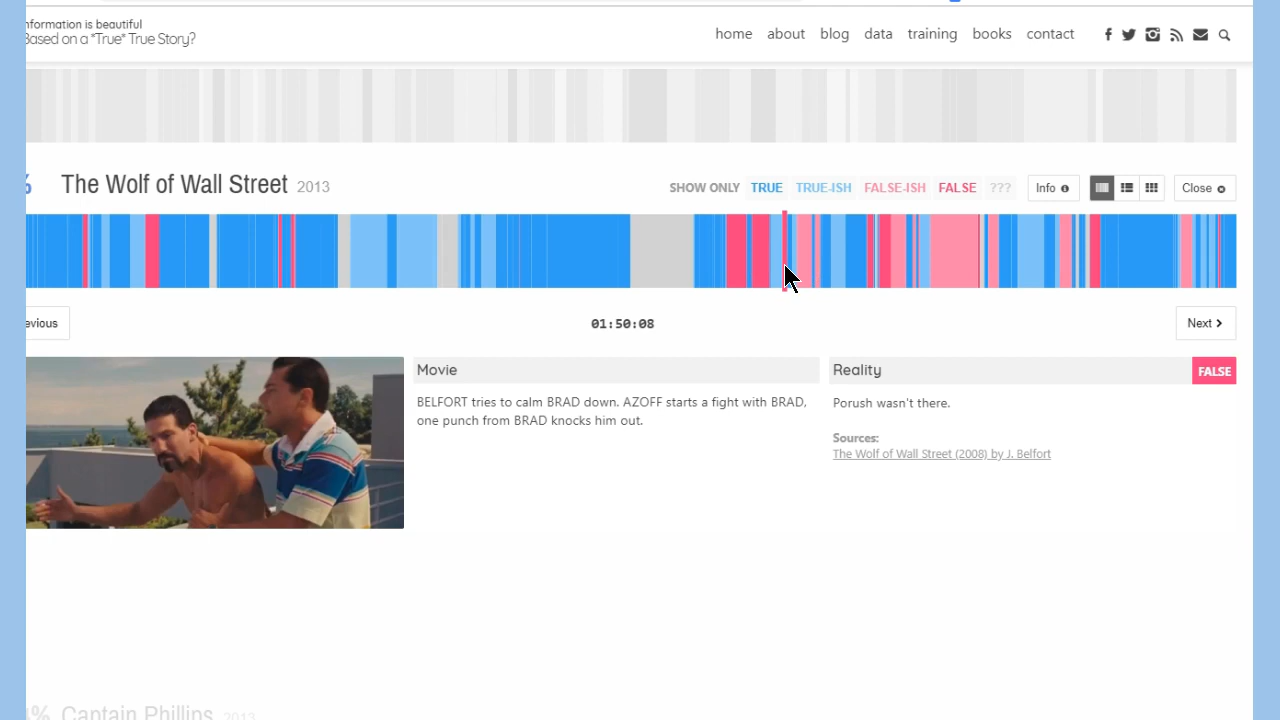 nformation is beautiful
Based on a "True" True Story?
home about blog data training books contact
% The Wolf of Wall Street 2013
SHOW ONLY TRUE TRUE-ISH FALSE-ISH FALSE ??? Info Close
evious
01:50:08
Next
Movie
BELFORT tries to calm BRAD down. AZOFF starts a fight with BRAD,
one punch from BRAD knocks him out.
Reality
FALSE
Porush wasn't there.
Sources:
The Wolf of Wall Street (2008) by J. Belfort
% Captain Phillips 2013